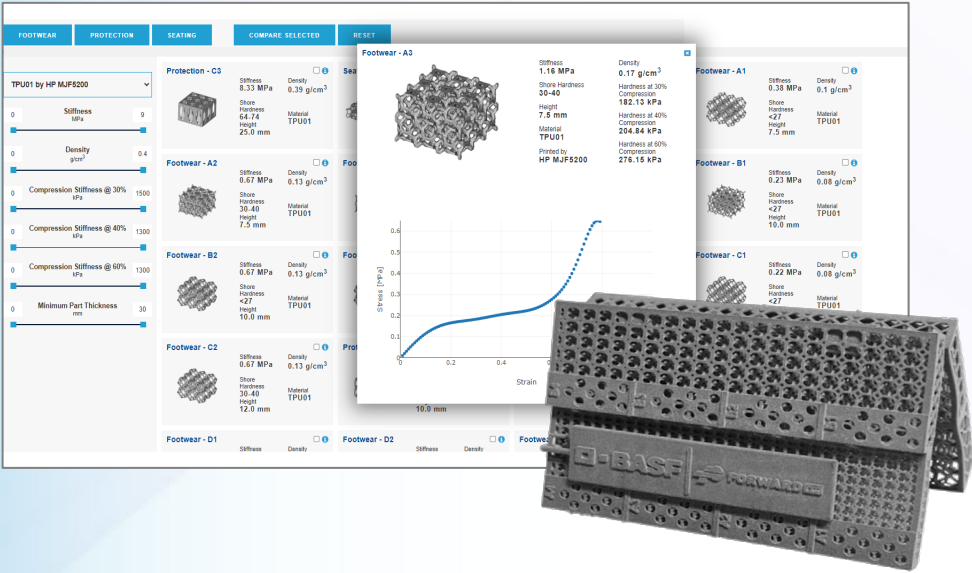 FOOTWEAR
PROTECTION
SEATING
COMPARE SELECTED
RESET
TPU01 by HP MJF5200
Stiffness
MPa
0
9
Density
g/cm³
0
0.4
Compression Stiffness @ 30%
kPa
0
1500
Compression Stiffness @ 40%
kPa
0
1300
Compression Stiffness @ 60%
kPa
0
1300
Minimum Part Thickness
mm
0
30
Protection - C3
Stiffness
8.33 MPa
Density
0.39 g/cm³
Shore
Hardness
64-74
Height
25.0 mm
Material
TPU01
Footwear - A2
Stiffness
0.67 MPa
Density
0.13 g/cm³
Shore
Hardness
30-40
Height
7.5 mm
Material
TPU01
Footwear - B2
Stiffness
0.67 MPa
Density
0.13 g/cm³
Shore
Hardness
<27
Height
10.0 mm
Material
TPU01
Footwear - C2
Stiffness
0.67 MPa
Density
0.13 g/cm³
Shore
Hardness
30-40
Height
12.0 mm
Material
TPU01
Footwear - D1
Stiffness
Density
Footwear - D2
Stiffness
Density
10.0 mm
Footwear - A3
Stiffness
1.16 MPa
Shore Hardness
30-40
Height
7.5 mm
Material
TPU01
Printed by
HP MJF5200
Density
0.17 g/cm³
Hardness at 30%
Compression
182.13 kPa
Hardness at 40%
Compression
204.84 kPa
Hardness at 60%
Compression
276.15 kPa
Stress [MPa]
0.6
0.5
0.4
0.3
0.2
0.1
0
0
0.2
0.4
Strain
Footwear - A1
Stiffness
0.38 MPa
Density
0.1 g/cm³
Shore
Hardness
<27
Height
7.5 mm
Material
TPU01
Footwear - B1
Stiffness
0.23 MPa
Density
0.08 g/cm³
Shore
Hardness
<27
Height
10.0 mm
Material
TPU01
Footwear - C1
Stiffness
0.22 MPa
Density
0.08 g/cm³
Shore
Hardness
<27
Material
TPU01
BASF
FORWARD